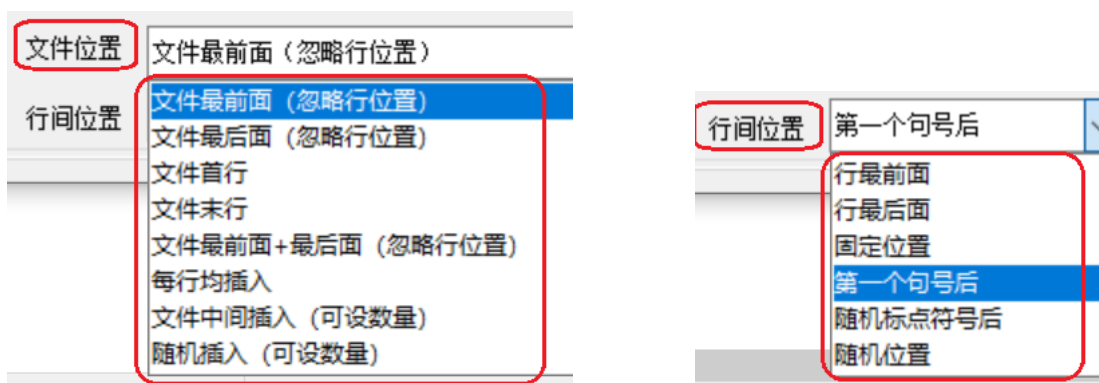 文件位置
文件最前面（忽略行位置）
行间位置
文件最前面（忽略行位置）
文件最后面（忽略行位置）
文件首行
文件末行
文件最前面+最后面（忽略行位置）
每行均插入
文件中间插入（可设数量）
随机插入（可设数量）
行间位置
第一个句号后
行最前面
行最后面
固定位置
第一个句号后
随机标点符号后
随机位置